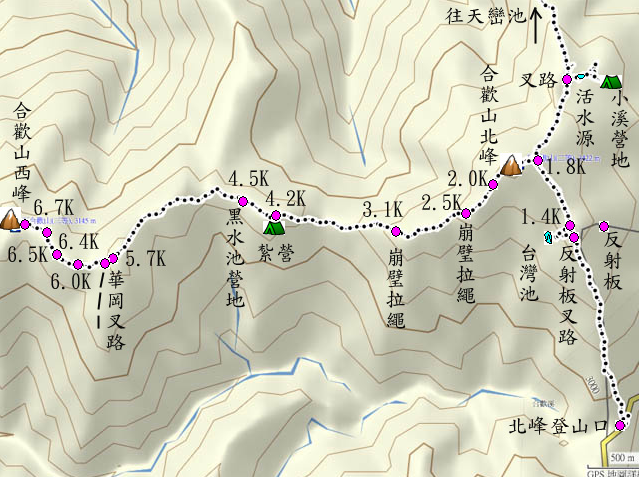 往天巒池
合歡山北峰
叉路
活水源
小溪營地
合歡山西峰
1.8K
2.0K
4.5K
4.2K
6.7K
3.1K
2.5K
1.4K
6.4K
6.5K
5.7K
6.0K
黑水池營地
紮營
崩壁拉繩
崩壁拉繩
台灣池
反射板叉路
反射板
華岡叉路
3000
合歡溪
北峰登山口
500 m